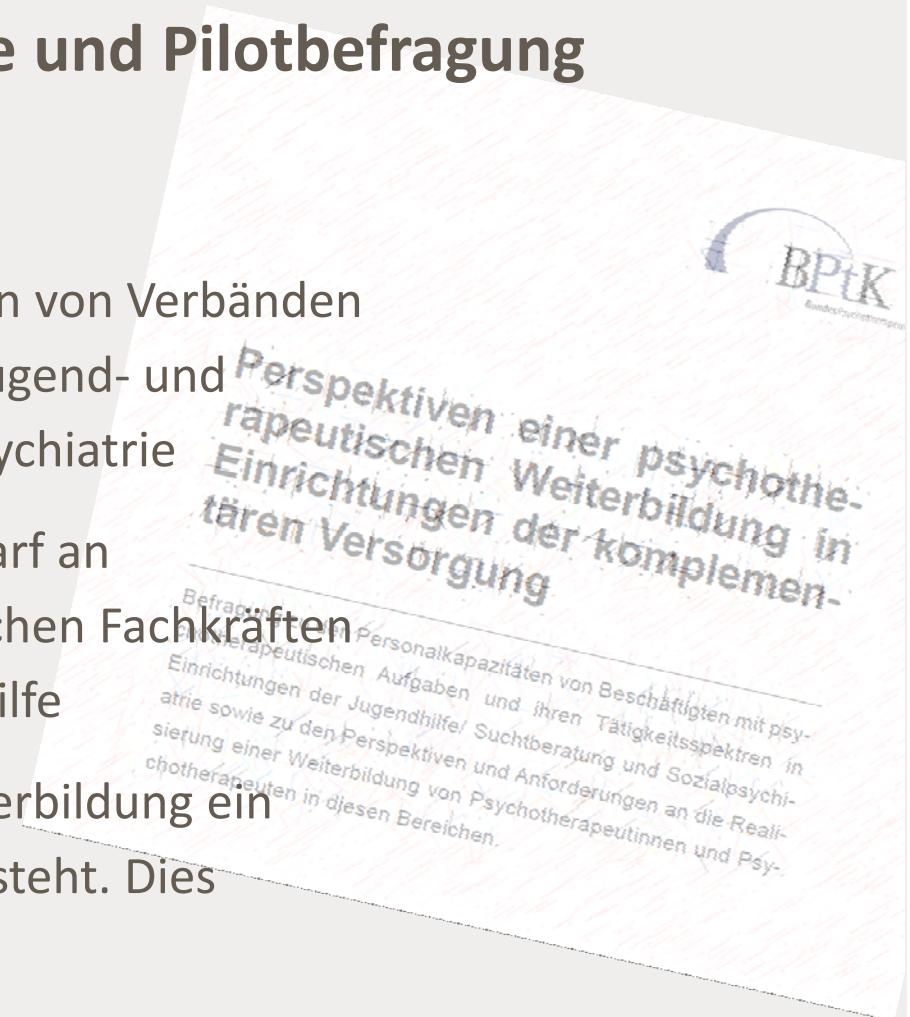 e und Pilotbefragung
n von Verbänden
ugend- und
ychiatrie
arf an
chen Fachkräften
ilfe
erbildung ein
steht. Dies
BPtK
Perspektiven einer psychothe-
rapeutischen Weiterbildung in
Einrichtungen der komplemen-
tären Versorgung
Befragung zu den Personalkapazitäten von Beschäftigten mit psy-
chotherapeutischen Aufgaben und ihren Tätigkeitsspektren in
Einrichtungen der Jugendhilfe/ Suchtberatung und Sozialpsychi-
atrie sowie zu den Perspektiven und Anforderungen an die Reali-
sierung einer Weiterbildung von Psychotherapeutinnen und Psy-
chotherapeuten in diesen Bereichen.